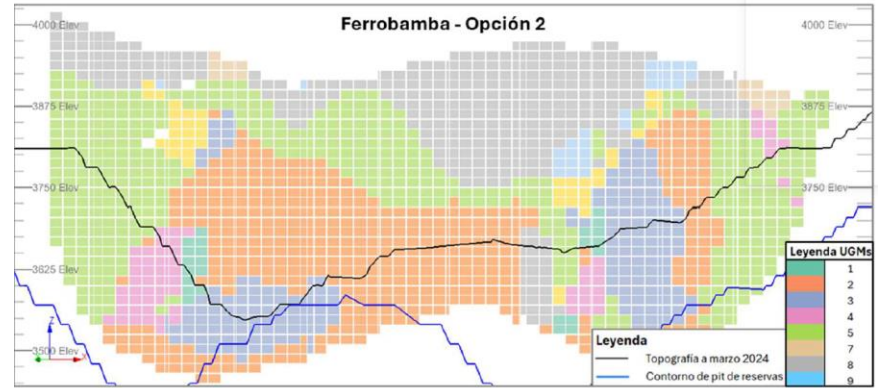 Ferrobamba - Opción 2
4000 Elev
4000 Elev
3875 Elev
3875 Elev
3750 Elev
3750 Elev
3625 Elev
3500 Elev
Z
Leyenda UGMs
1
2
3
4
5
7
8
9
Leyenda
Topografía a marzo 2024
Contorno de pit de reservas